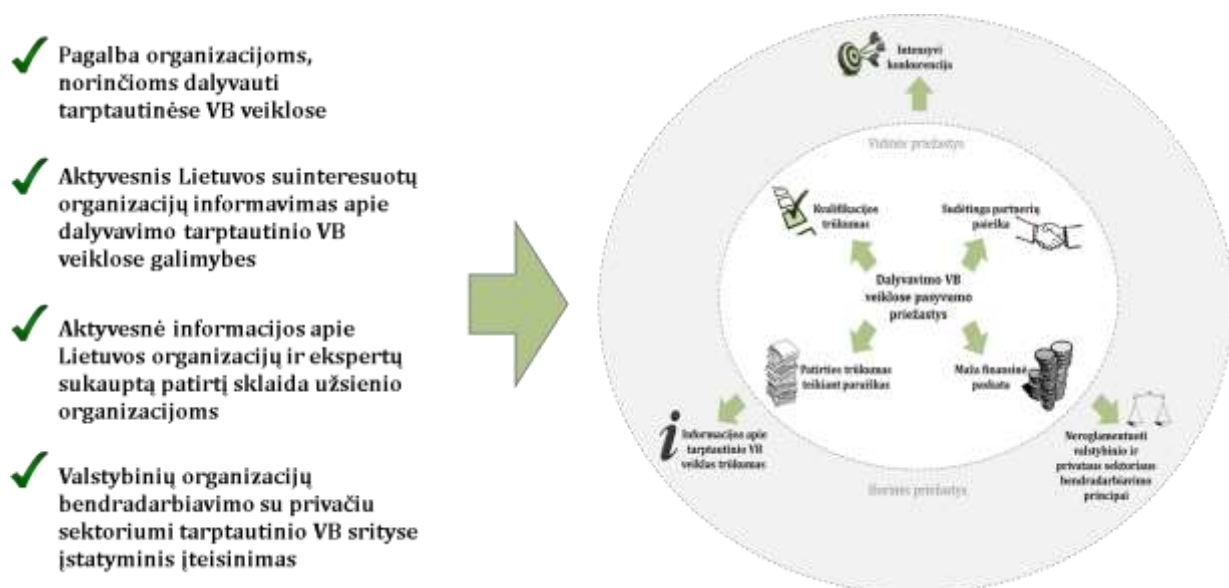 Pagalba organizacijoms,
norinčioms dalyvauti
tarptautinėse VB veiklose
Aktyvesnis Lietuvos suinteresuotų
organizacijų informavimas apie
dalyvavimo tarptautinio VB
veiklose galimybes
Aktyvesnė informacijos apie
Lietuvos organizacijų ir ekspertų
sukauptą patirtį sklaida užsienio
organizacijoms
Valstybinių organizacijų
bendradarbiavimo su privačiu
sektoriumi tarptautinio VB srityse
įstatyminis įteisinimas
Intensyvi
konkurencija
Vidinės priežastys
Kvalifikacijos
trūkumas
Sudėtinga partnerių
paieška
Dalyvavimo VB
veiklose pasyvumo
priežastys
Patirties trūkumas
teikiant paraiškas
Maža finansinė
paskata
Informacijos apie
tarptautinio VB
veiklas trūkumas
Neroglamentuoti
valstybinio ir
privataus sektoriaus
bendradarbiavimo
principai
Išorinės priežastys